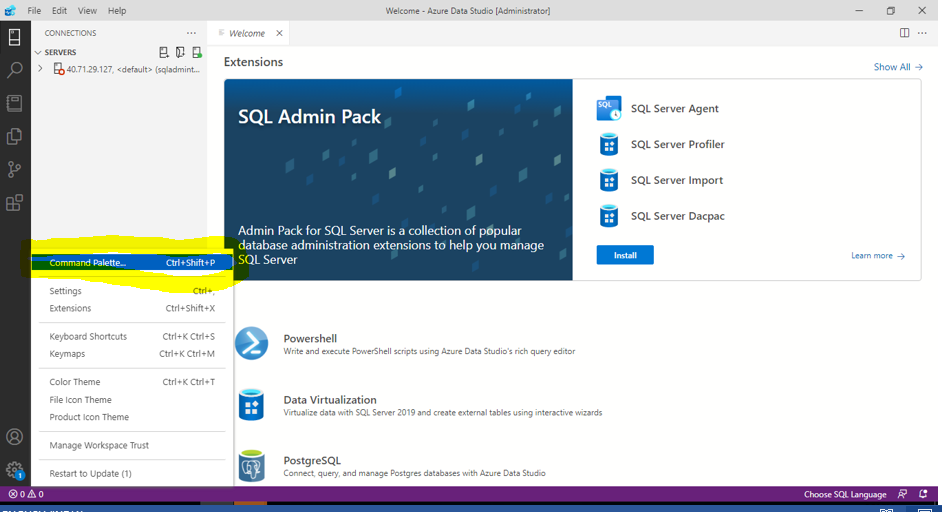 File Edit View Help
Welcome - Azure Data Studio [Administrator]
CONNECTIONS
Welcome
SERVERS
40.71.29.127, <default> (sqladmint...
Extensions
Show All
SQL Admin Pack
Admin Pack for SQL Server is a collection of popular
database administration extensions to help you manage
SQL Server
SQL
SQL Server Agent
SQL Server Profiler
SQL Server Import
SQL Server Dacpac
Install
Learn more
Command Palette... Ctrl+Shift+P
Settings Ctrl+,
Extensions Ctrl+Shift+X
Keyboard Shortcuts Ctrl+K Ctrl+S
Keymaps Ctrl+K Ctrl+M
Color Theme Ctrl+K Ctrl+T
File Icon Theme
Product Icon Theme
Manage Workspace Trust
Restart to Update (1)
Powershell
Write and execute PowerShell scripts using Azure Data Studio's rich query editor
Data Virtualization
Virtualize data with SQL Server 2019 and create external tables using interactive wizards
PostgreSQL
Connect, query, and manage Postgres databases with Azure Data Studio
1
0 0
Choose SQL Language